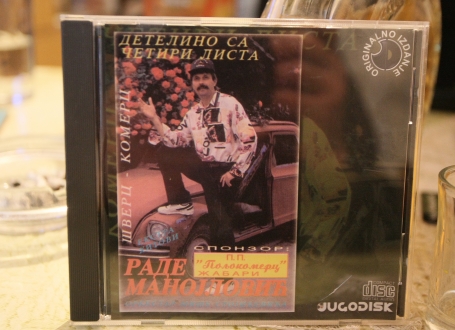 ДЕТЕЛИНО СА
ЧЕТИРИ ЛИСТА
ORIGINALNO IZDANJE
ШВЕРЦ - КОМЕРЦ
СПОНЗОР:
П.П.
"Полокомерц"
ЖАБАРИ
РАДЕ
МАНОЈЛОВИЋ
disc
JUGODISK